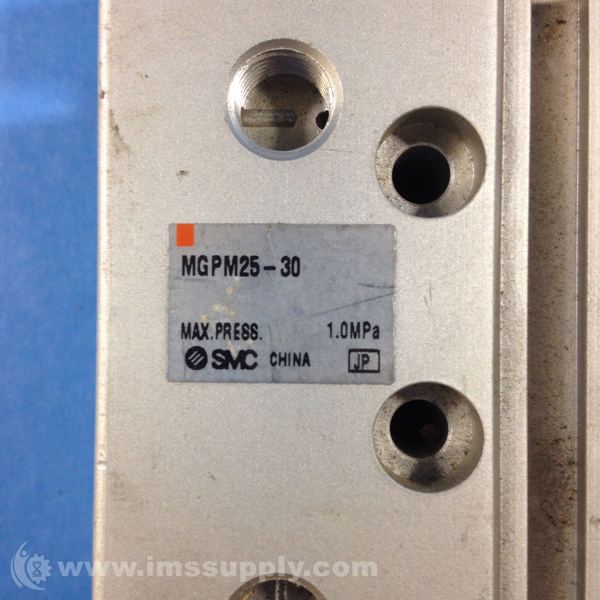 MGPM25-30
MAX.PRESS. 1.0MPa
SMC CHINA JP
www.imssupply.com